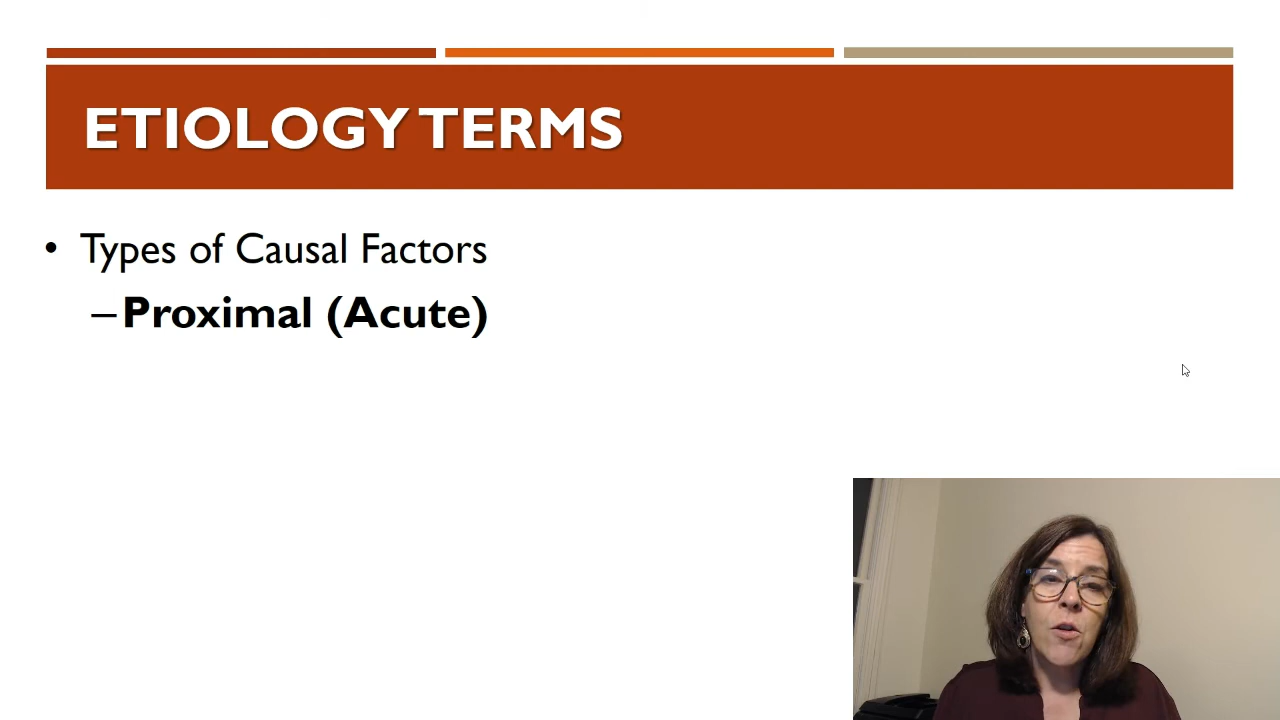 ETIOLOGY TERMS
• Types of Causal Factors
–Proximal (Acute)